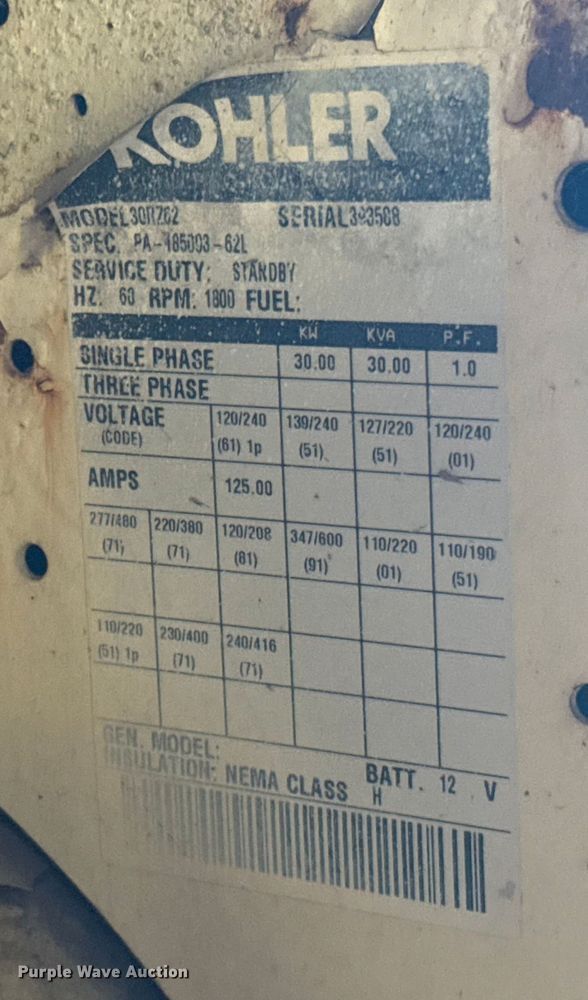 KOHLER
MODEL 30RZ62 SERIAL 393508
SPEC. PA-185003-62L
SERVICE DUTY: STANDBY
HZ: 60 RPM: 1800 FUEL:
KW KVA P.F.
SINGLE PHASE 30.00 30.00 1.0
THREE PHASE
VOLTAGE 120/240 139/240 127/220 120/240
(CODE) (61) 1p (51) (51) (01)
AMPS 125.00
277/480 220/380 120/208 347/600 110/220 110/190
(71) (71) (61) (91) (01) (51)
110/220 230/400 240/416
(51) 1p (71) (71)
GEN. MODEL: BATT. 12 V
INSULATION: NEMA CLASS H
Purple Wave Auction